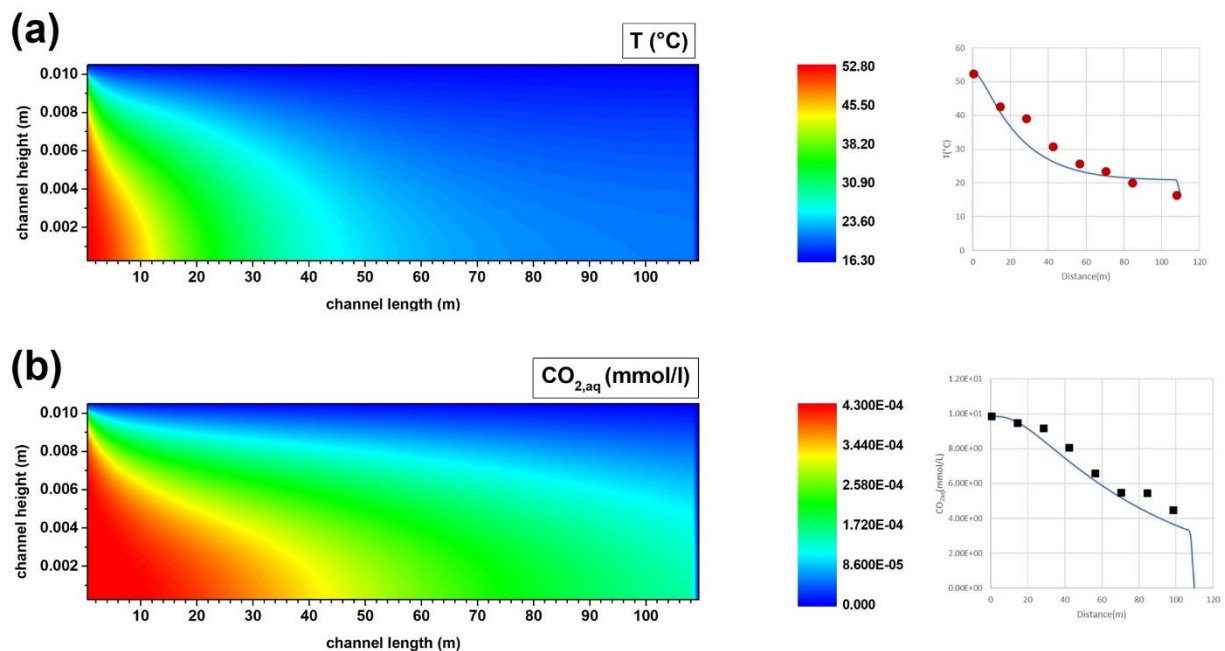 (a)
T (°C)
channel height (m)
0.010
0.008
0.006
0.004
0.002
10 20 30 40 50 60 70 80 90 100
channel length (m)
52.80
45.50
38.20
30.90
23.60
16.30
T(°C)
60
50
40
30
20
10
0
0 20 40 60 80 100 120
Distance(m)
(b)
CO2,aq (mmol/l)
channel height (m)
0.010
0.008
0.006
0.004
0.002
10 20 30 40 50 60 70 80 90 100
channel length (m)
4.300E-04
3.440E-04
2.580E-04
1.720E-04
8.600E-05
0.000
CO2aq(mmol/L)
1.20E+01
1.00E+01
8.00E+00
6.00E+00
4.00E+00
2.00E+00
0.00E+00
0 20 40 60 80 100 120
Distance(m)